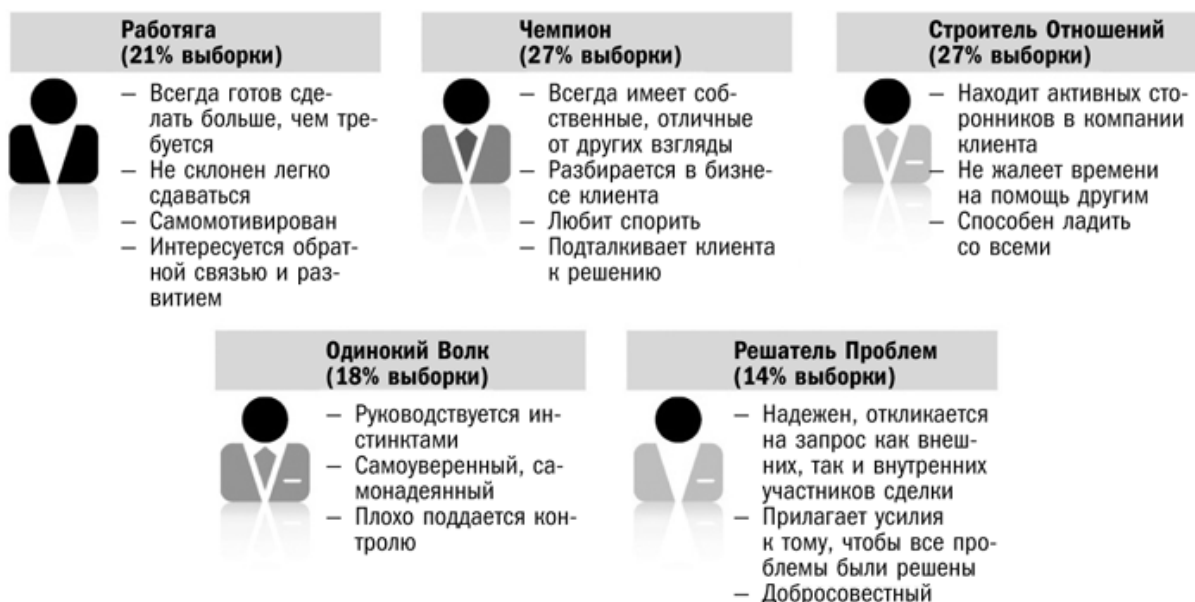 Работяга
(21% выборки)
— Всегда готов сде-
лать больше, чем тре-
буется
— Не склонен легко
сдаваться
— Самомотивирован
— Интересуется обрат-
ной связью и раз-
витием
Чемпион
(27% выборки)
— Всегда имеет соб-
ственные, отличные
от других взгляды
— Разбирается в бизне-
се клиента
— Любит спорить
— Подталкивает клиента
к решению
Строитель Отношений
(27% выборки)
— Находит активных сто-
ронников в компании
клиента
— Не жалеет времени
на помощь другим
— Способен ладить
со всеми
Одинокий Волк
(18% выборки)
— Руководствуется ин-
стинктами
— Самоуверенный, са-
монадеянный
— Плохо поддается кон-
тролю
Решатель Проблем
(14% выборки)
— Надежен, откликается
на запрос как внеш-
них, так и внутренних
участников сделки
— Прилагает усилия
к тому, чтобы все про-
блемы были решены
— Добросовестный